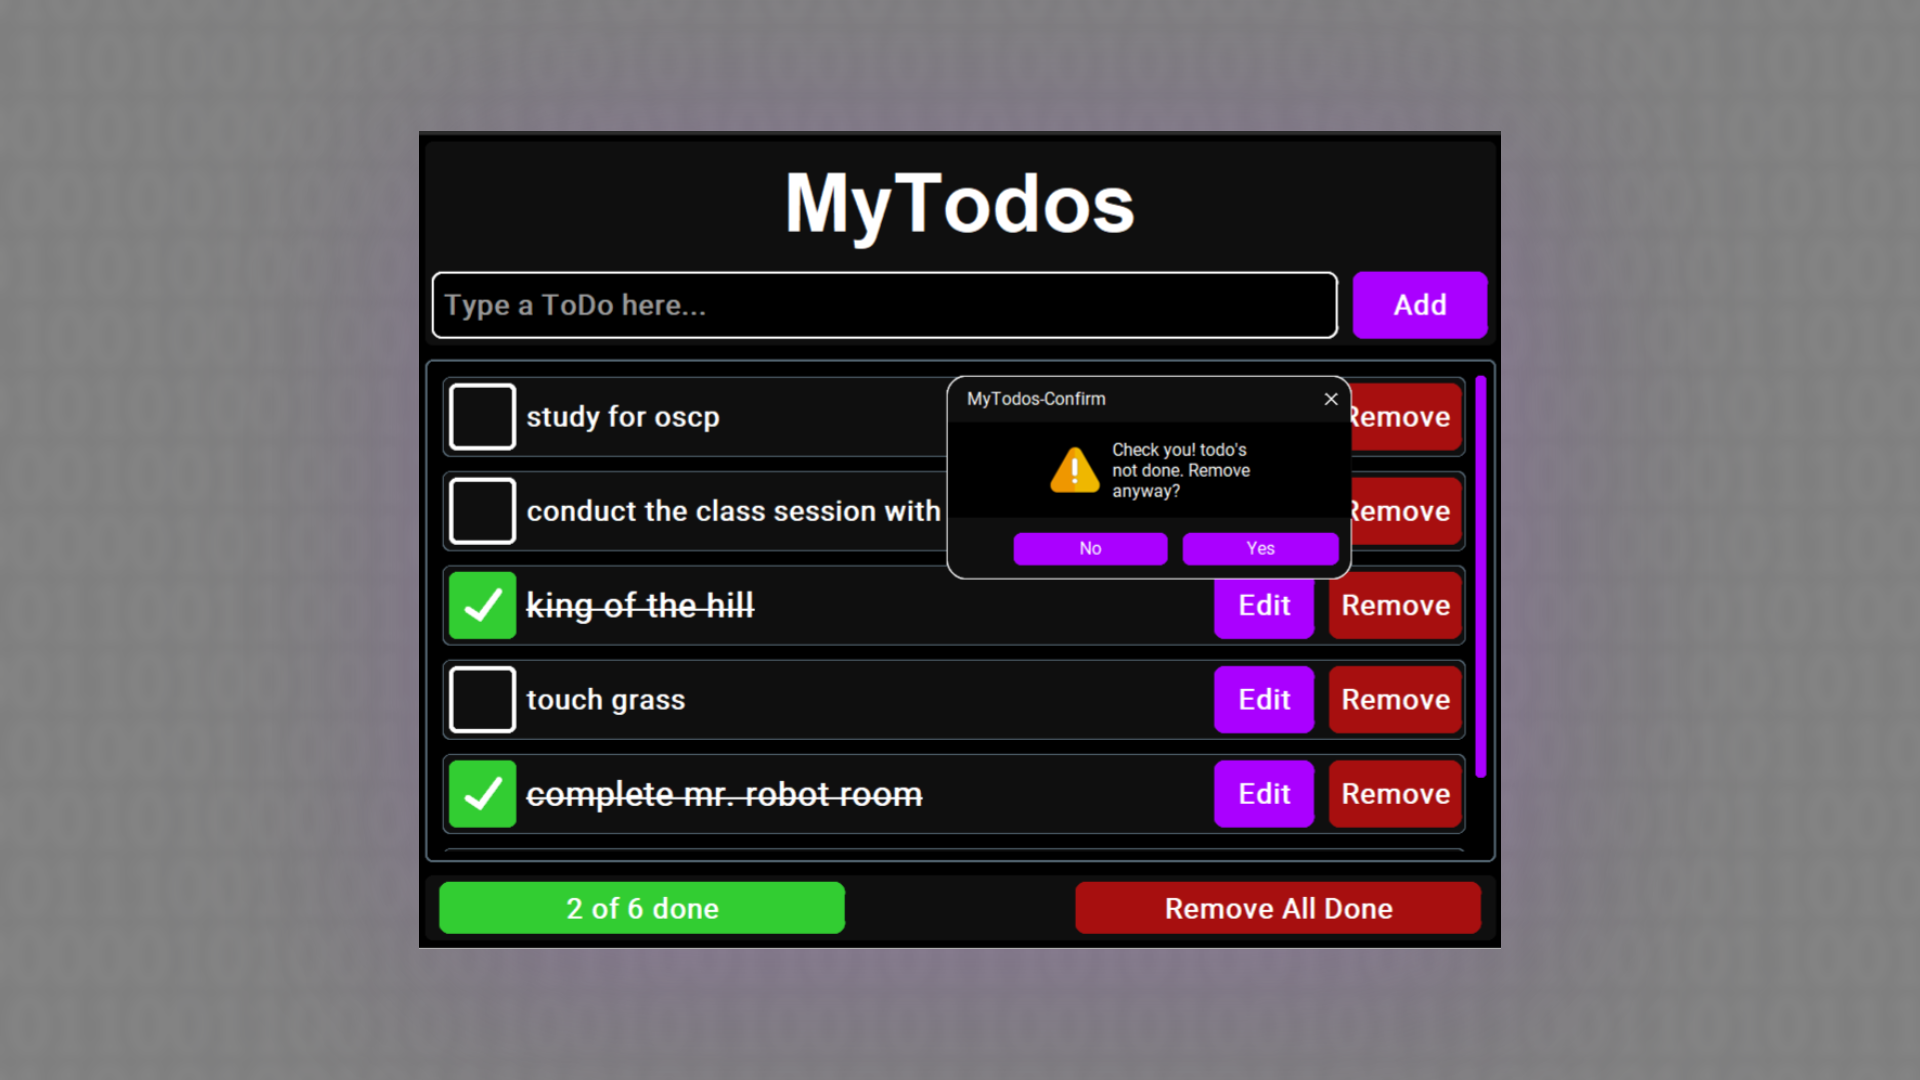 MyTodos
Type a ToDo here...
Add
study for oscp
Remove
MyTodos-Confirm
Check you! todo's
not done. Remove
anyway?
No
Yes
conduct the class session with
Remove
king of the hill
Edit
Remove
touch grass
Edit
Remove
complete mr. robot room
Edit
Remove
2 of 6 done
Remove All Done